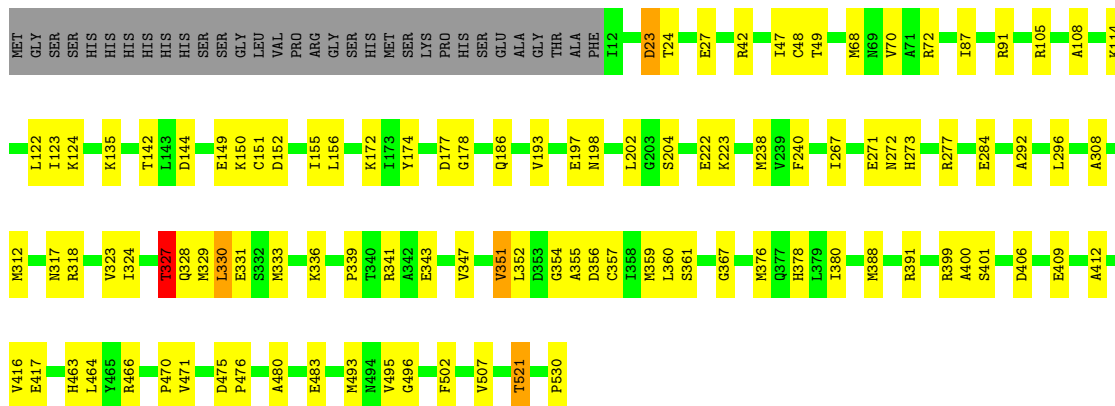 MET GLY SER SER HIS HIS HIS HIS HIS HIS SER SER GLY LEU VAL PRO ARG GLY SER HIS MET SER LYS PRO HIS SER GLU ALA GLY THR ALA PHE I12 D23 T24 E27 R42 I47 C48 T49 M68 N69 V70 A71 R72 I87 R91 R105 A108
L122 I123 K124 K135 T142 L143 D144 E149 K150 C151 D152 I155 L156 K172 I173 Y174 D177 G178 Q186 V193 E197 N198 L202 G203 S204 E222 K223 M238 V239 F240 I267 E271 N272 H273 R277 E284 A292 L296 A308
M312 N317 R318 V323 I324 T327 Q328 M329 L330 E331 S332 M333 K336 P339 T340 R341 A342 E343 V347 V351 L352 D353 G354 A355 D356 C357 I358 M359 L360 S361 G367 M376 Q377 H378 L379 I380 M388 R391 R399 A400 S401 D406 E409 A412
V416 E417 H463 L464 Y465 R466 P470 V471 D475 P476 A480 E483 M493 N494 V495 G496 F502 V507 T521 P530